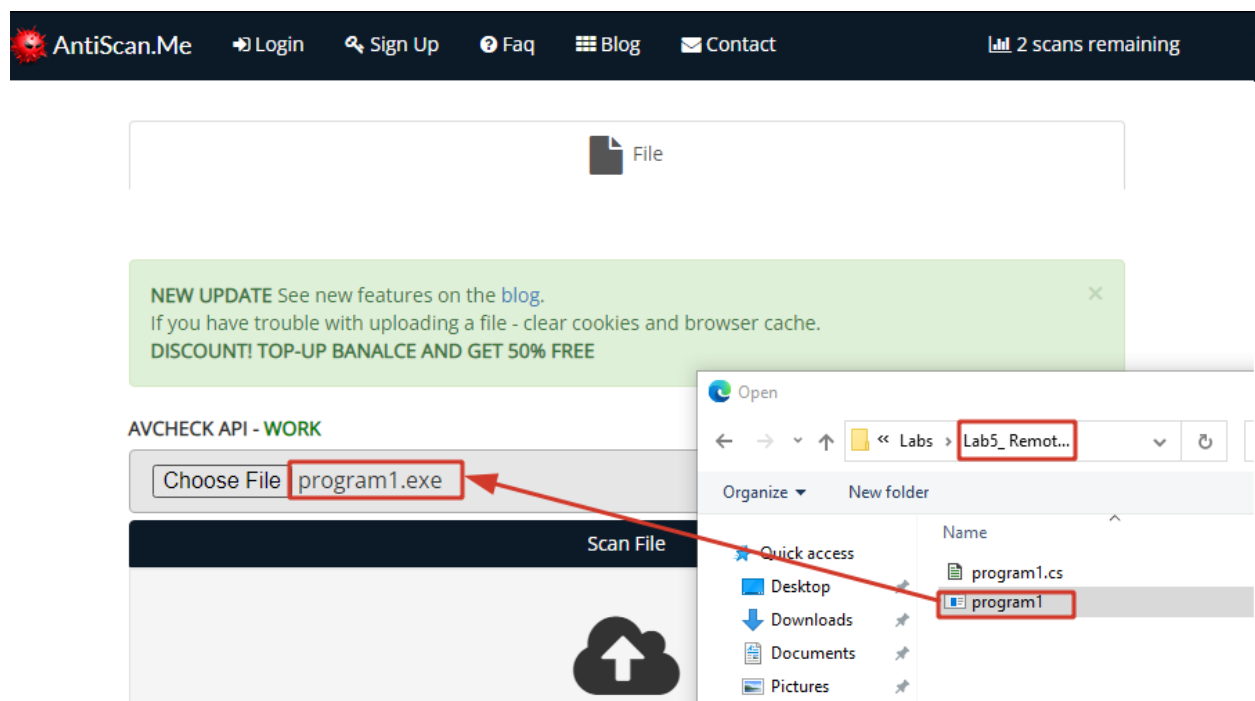 AntiScan.Me Login Sign Up Faq Blog Contact 2 scans remaining
File
NEW UPDATE See new features on the blog. ×
If you have trouble with uploading a file - clear cookies and browser cache.
DISCOUNT! TOP-UP BANALCE AND GET 50% FREE
AVCHECK API - WORK
Choose File program1.exe
Scan File
Open
« Labs › Lab5_ Remot...
Organize New folder
Name
Quick access
program1.cs
Desktop
program1
Downloads
Documents
Pictures